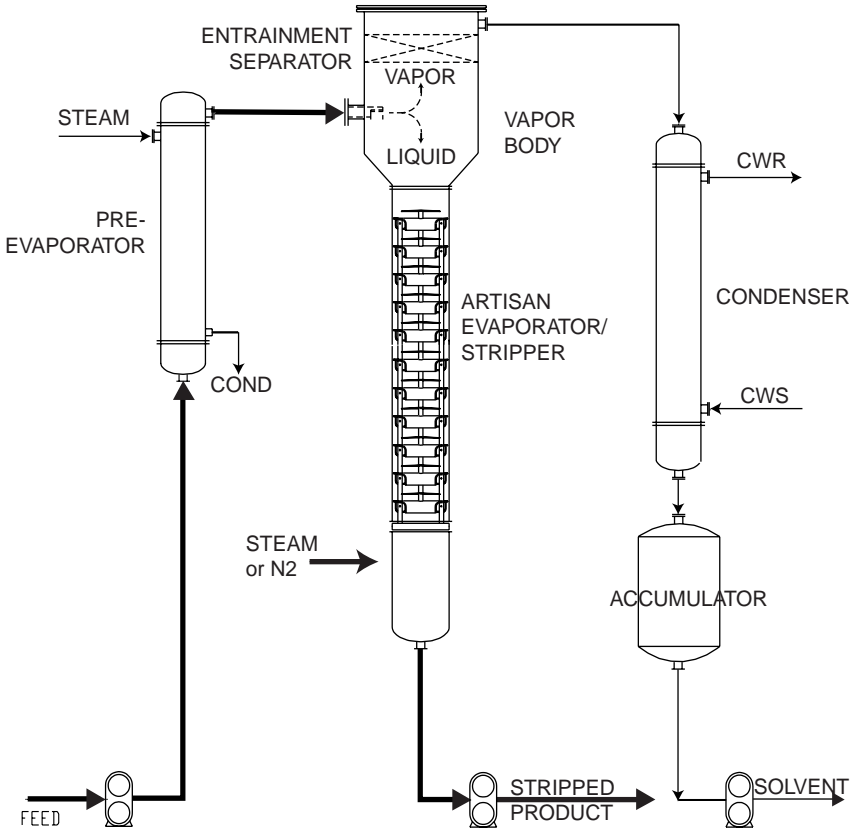 ENTRAINMENT
SEPARATOR
VAPOR
STEAM
VAPOR
BODY
LIQUID
CWR
PRE-
EVAPORATOR
ARTISAN
EVAPORATOR/
STRIPPER
CONDENSER
COND
CWS
STEAM
or N2
ACCUMULATOR
FEED
STRIPPED
PRODUCT
SOLVENT